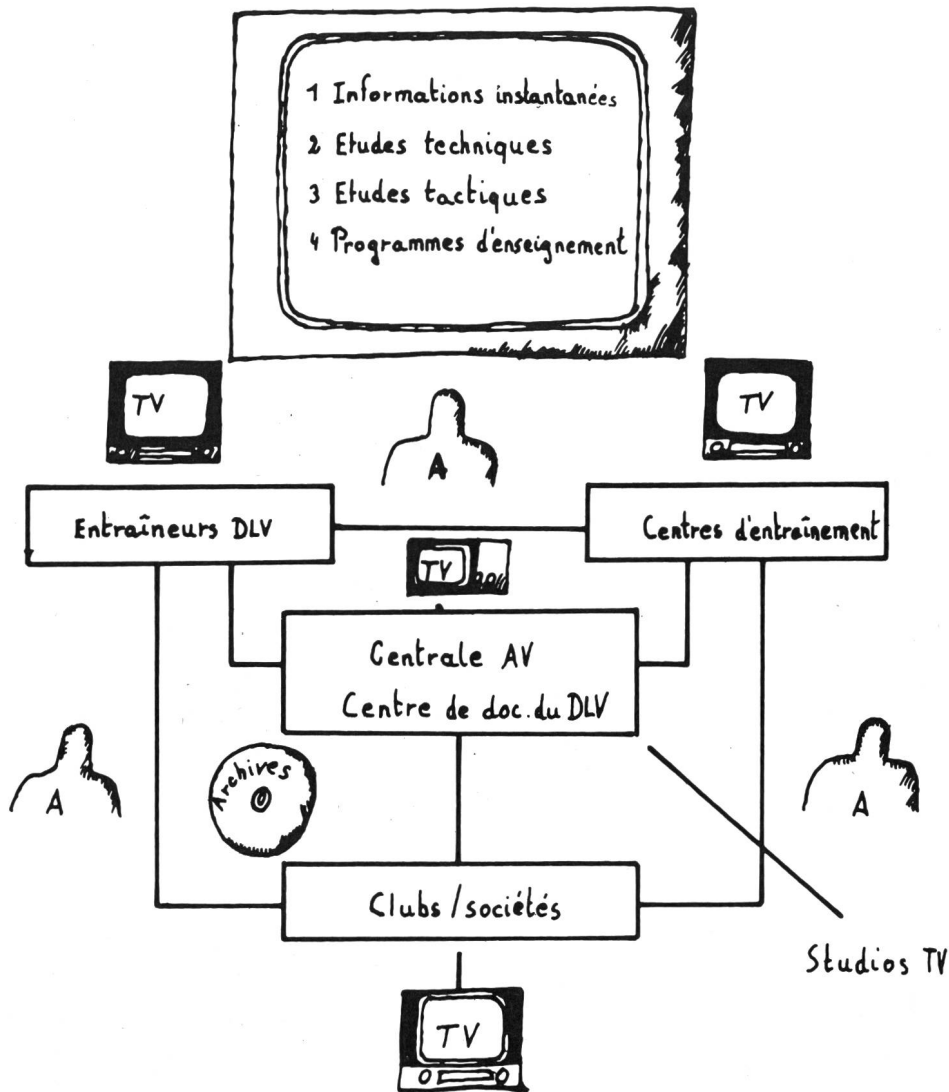 1 Informations instantanées
2 Etudes techniques
3 Etudes tactiques
4 Programmes d'enseignement
TV
TV
A
Entraîneurs DLV
Centres d'entraînement
TV
Centrale AV
Centre de doc. du DLV
A
Archives
A
Clubs/sociétés
Studios TV
TV